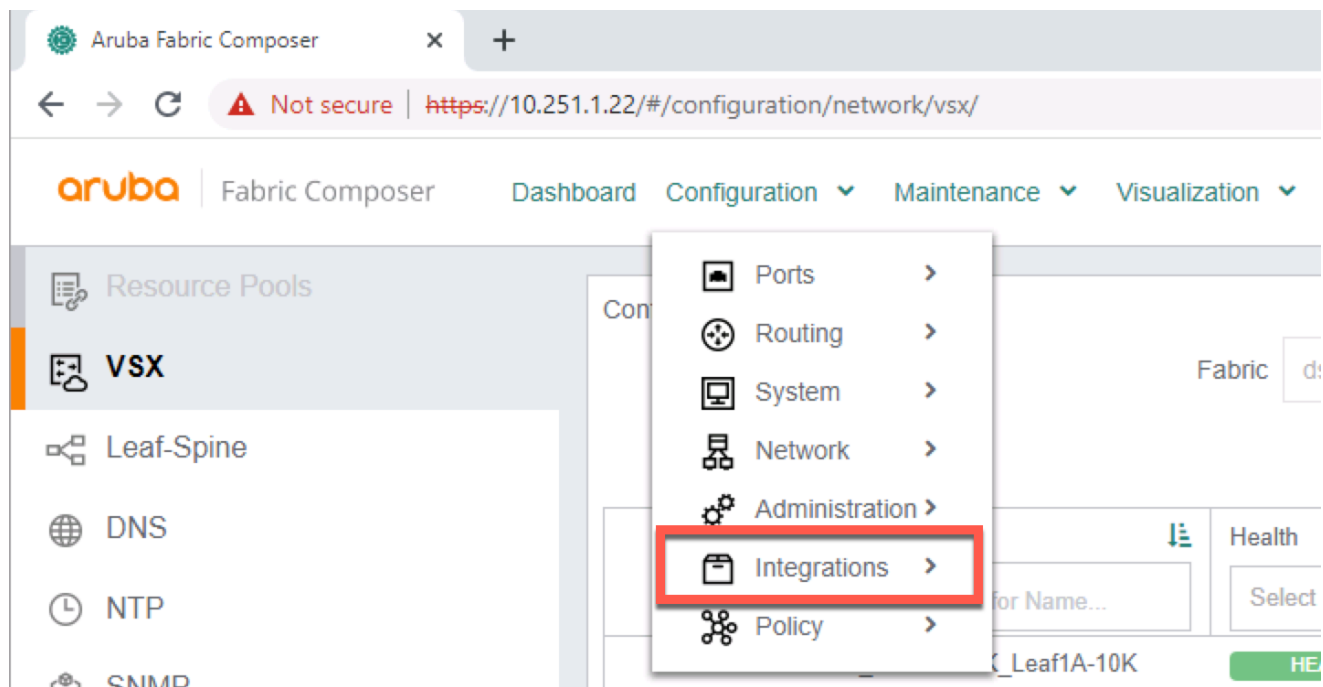 Aruba Fabric Composer
Not secure https://10.251.1.22/#/configuration/network/vsx/
aruba Fabric Composer Dashboard Configuration Maintenance Visualization
Resource Pools
VSX
Leaf-Spine
DNS
NTP
SNMP
Ports
Routing
System
Network
Administration
Integrations
Policy
Fabric
Health
for Name...
Select
Leaf1A-10K